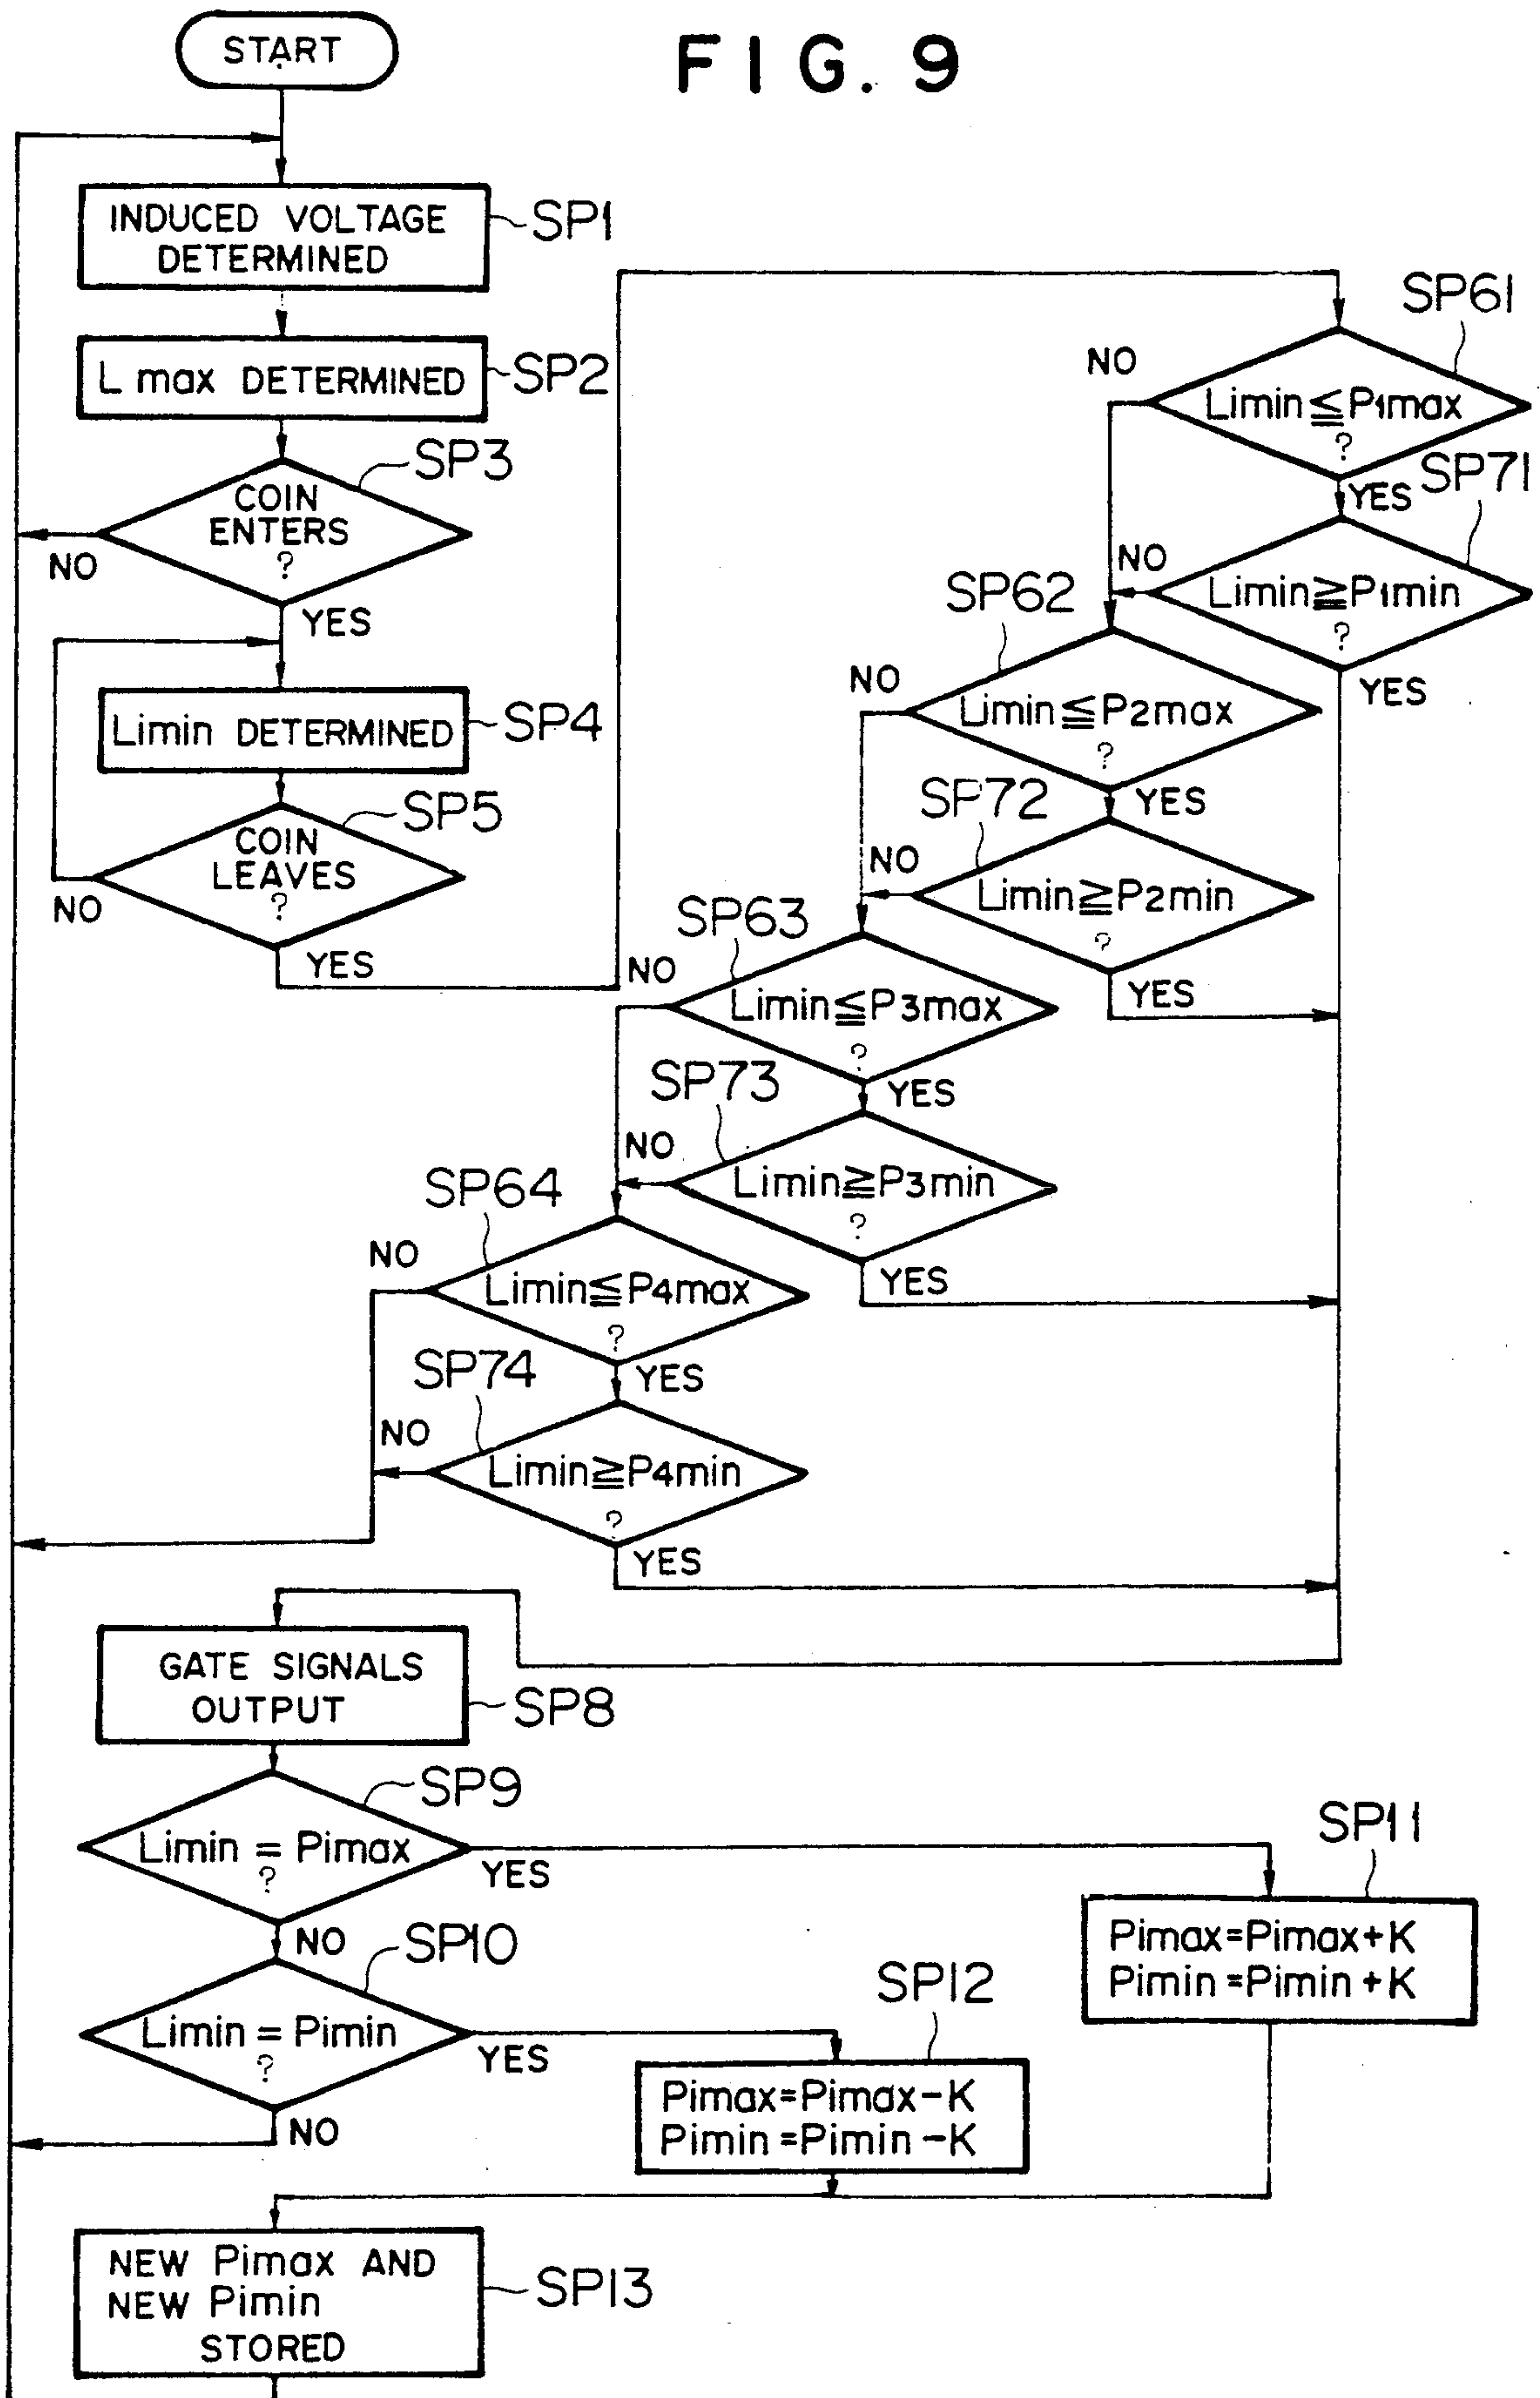 FIG. 9
START
INDUCED VOLTAGE
DETERMINED
SP1
L max DETERMINED
SP2
SP3
COIN
ENTERS
?
NO
YES
Limin DETERMINED
SP4
SP5
COIN
LEAVES
?
NO
YES
SP61
NO
Limin≦P1max
?
YES
SP71
NO
Limin≧P1min
?
YES
SP62
NO
Limin≦P2max
?
YES
SP72
NO
Limin≧P2min
?
YES
SP63
NO
Limin≦P3max
?
YES
SP73
NO
Limin≧P3min
?
YES
SP64
NO
Limin≦P4max
?
YES
SP74
NO
Limin≧P4min
?
YES
GATE SIGNALS
OUTPUT
SP8
SP9
Limin = Pimax
?
YES
NO
SP10
Limin = Pimin
?
YES
NO
SP11
Pimax=Pimax+K
Pimin=Pimin+K
SP12
Pimax=Pimax-K
Pimin=Pimin-K
NEW Pimax AND
NEW Pimin
STORED
SP13